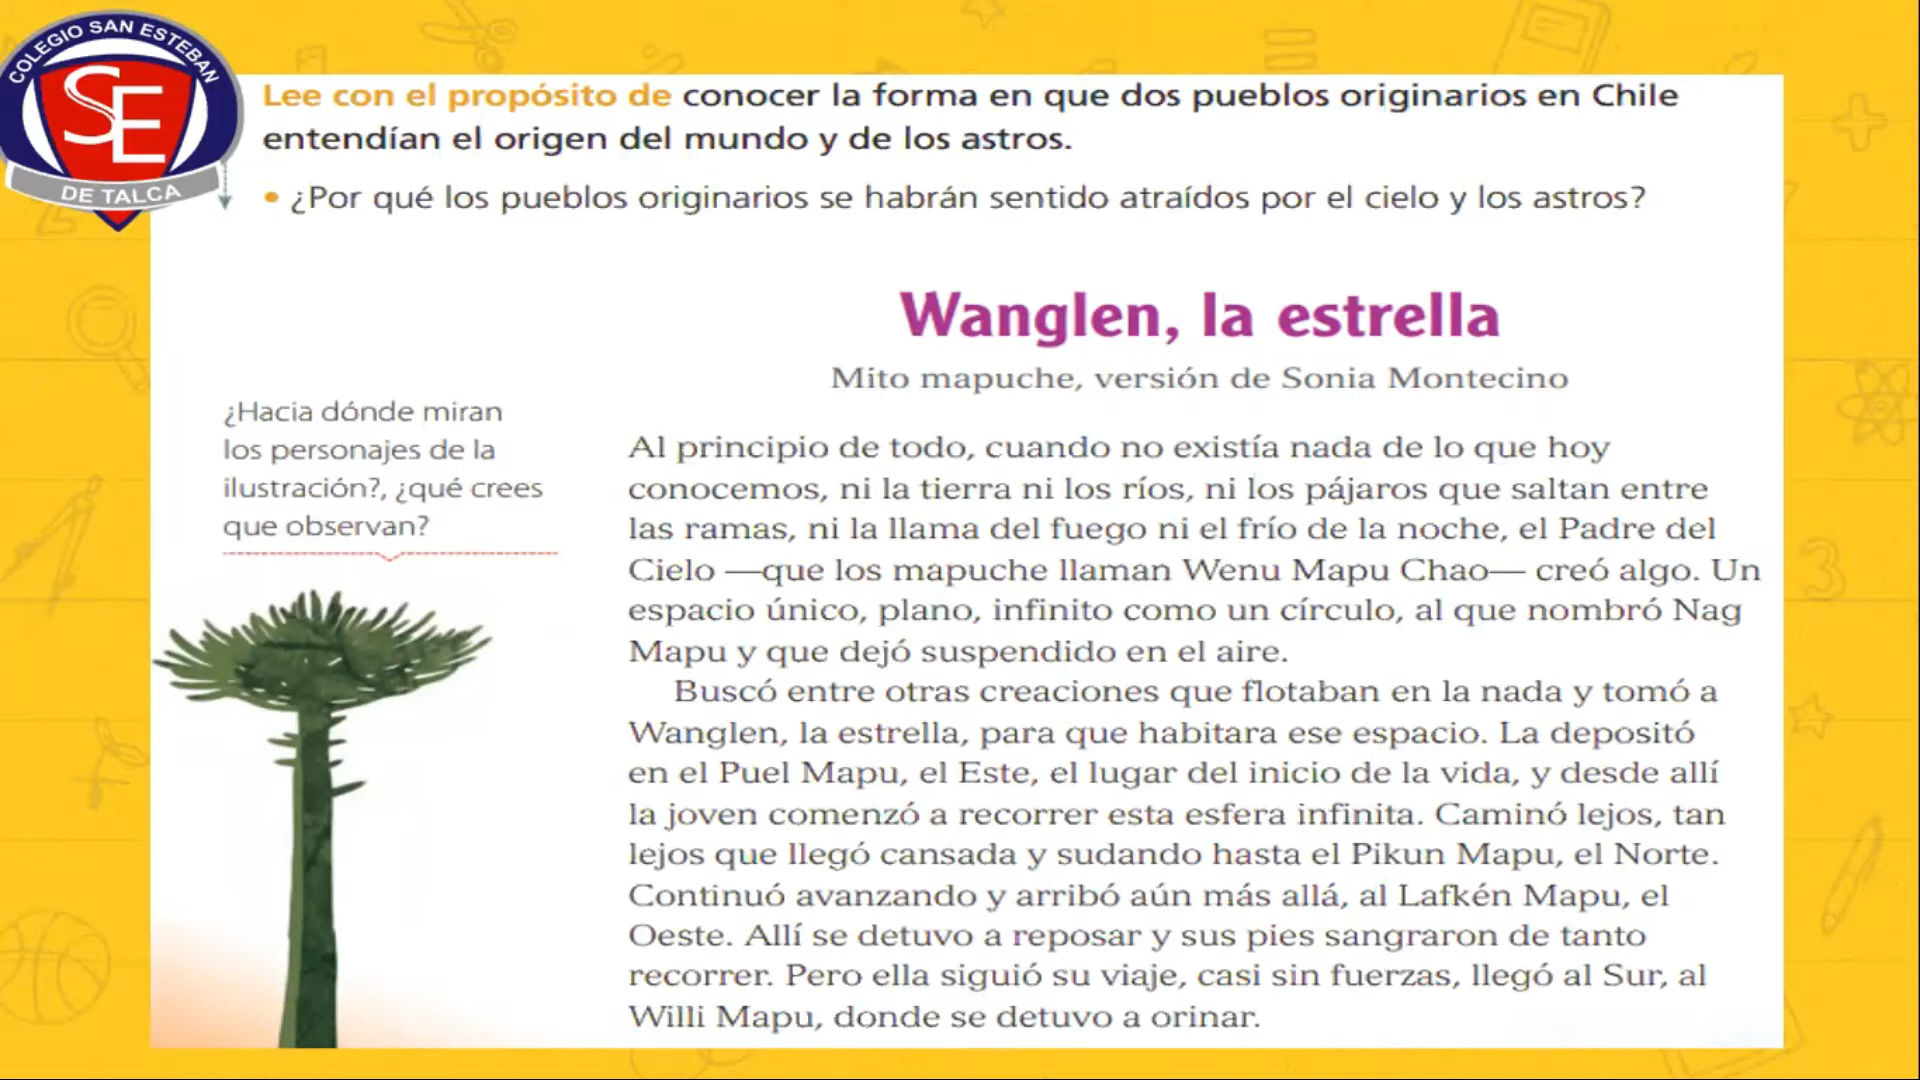 COLEGIO SAN ESTEBAN
SE
DE TALCA
Lee con el propósito de conocer la forma en que dos pueblos originarios en Chile
entendían el origen del mundo y de los astros.
• ¿Por qué los pueblos originarios se habrán sentido atraídos por el cielo y los astros?
Wanglen, la estrella
Mito mapuche, versión de Sonia Montecino
¿Hacia dónde miran
los personajes de la
ilustración?, ¿qué crees
que observan?
Al principio de todo, cuando no existía nada de lo que hoy
conocemos, ni la tierra ni los ríos, ni los pájaros que saltan entre
las ramas, ni la llama del fuego ni el frío de la noche, el Padre del
Cielo —que los mapuche llaman Wenu Mapu Chao— creó algo. Un
espacio único, plano, infinito como un círculo, al que nombró Nag
Mapu y que dejó suspendido en el aire.
Buscó entre otras creaciones que flotaban en la nada y tomó a
Wanglen, la estrella, para que habitara ese espacio. La depositó
en el Puel Mapu, el Este, el lugar del inicio de la vida, y desde allí
la joven comenzó a recorrer esta esfera infinita. Caminó lejos, tan
lejos que llegó cansada y sudando hasta el Pikun Mapu, el Norte.
Continuó avanzando y arribó aún más allá, al Lafkén Mapu, el
Oeste. Allí se detuvo a reposar y sus pies sangraron de tanto
recorrer. Pero ella siguió su viaje, casi sin fuerzas, llegó al Sur, al
Willi Mapu, donde se detuvo a orinar.
3